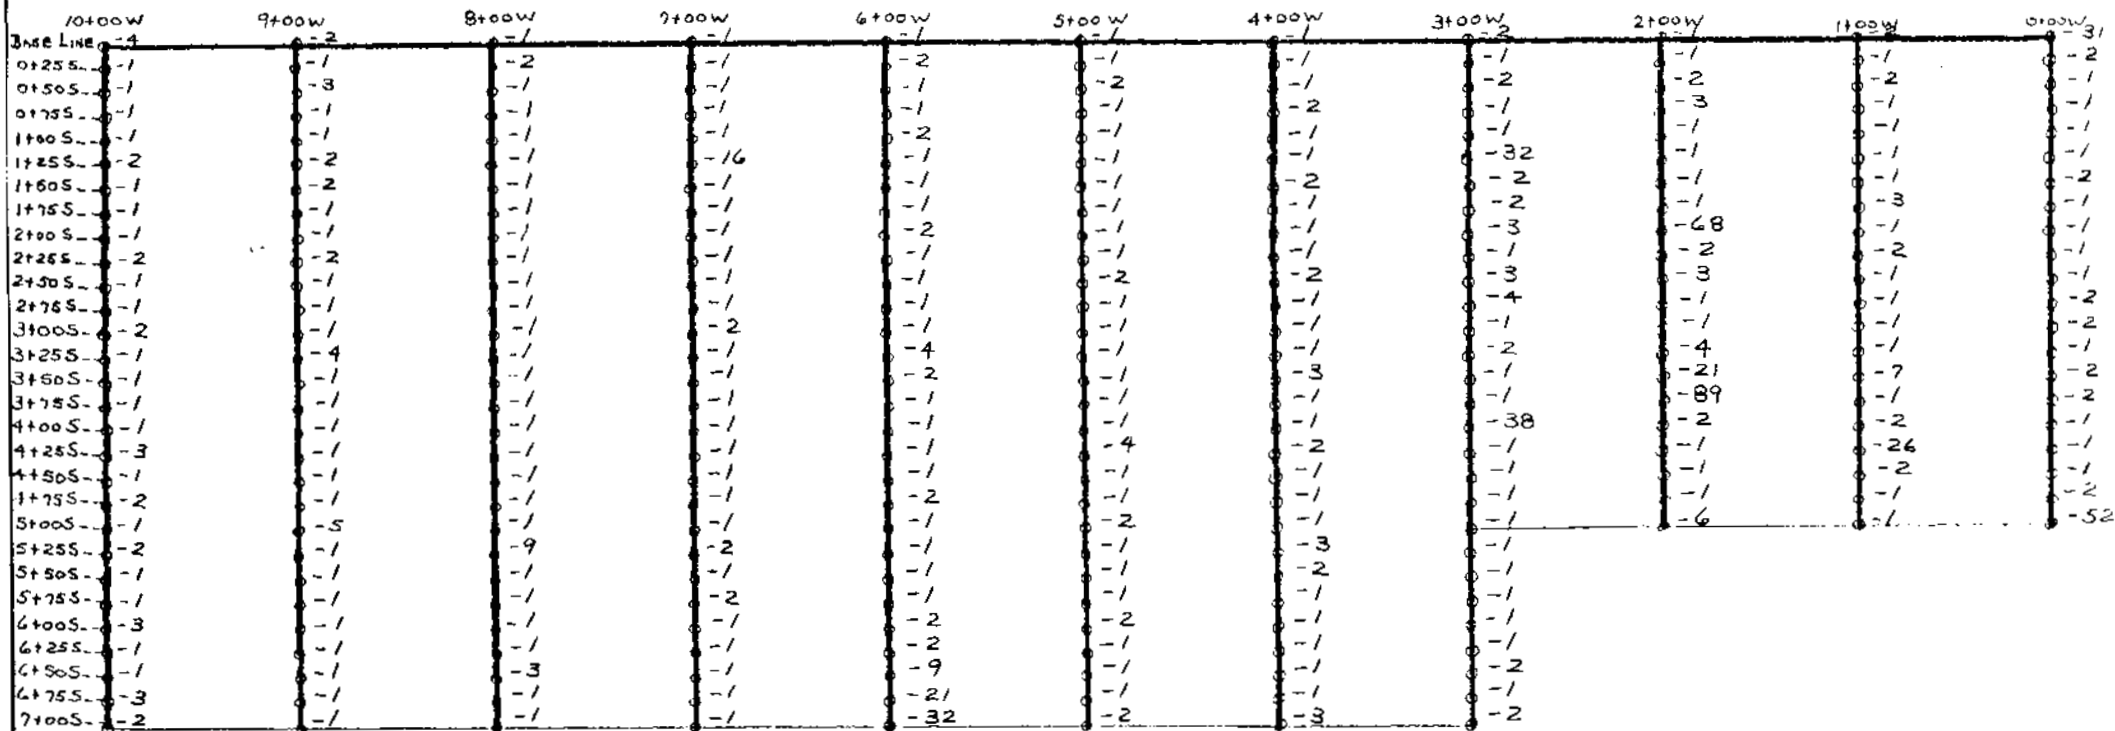 10+00W 9+00W 8+00W 7+00W 6+00W 5+00W 4+00W 3+00W 2+00W 1+00W 0+00W
Base Line -4 -2 -1 -1 -1 -1 -1 -2 -1 -31
0+25S -1 -1 -2 -1 -2 -1 -1 -1 -1 -1 -2
0+50S -1 -3 -1 -1 -1 -2 -1 -2 -2 -2 -1
0+75S -1 -1 -1 -1 -1 -1 -2 -1 -3 -1 -1
1+00S -1 -1 -1 -1 -2 -1 -1 -1 -1 -1 -1
1+25S -2 -2 -1 -16 -1 -1 -1 -32 -1 -1 -1
1+50S -1 -2 -1 -1 -1 -1 -2 -2 -1 -1 -2
1+75S -1 -1 -1 -1 -1 -1 -1 -2 -1 -3 -1
2+00S -1 -1 -1 -1 -2 -1 -1 -3 -68 -1 -1
2+25S -2 -2 -1 -1 -1 -1 -1 -1 -2 -2 -1
2+50S -1 -1 -1 -1 -1 -2 -2 -3 -3 -1 -1
2+75S -1 -1 -1 -1 -1 -1 -1 -4 -1 -1 -2
3+00S -2 -1 -1 -2 -1 -1 -1 -1 -1 -1 -2
3+25S -1 -4 -1 -1 -4 -1 -1 -2 -4 -1 -1
3+50S -1 -1 -1 -1 -2 -1 -3 -1 -21 -7 -2
3+75S -1 -1 -1 -1 -1 -1 -1 -1 -89 -1 -2
4+00S -1 -1 -1 -1 -1 -1 -1 -38 -2 -2 -1
4+25S -3 -1 -1 -1 -1 -4 -2 -1 -1 -26 -1
4+50S -1 -1 -1 -1 -1 -1 -1 -1 -1 -2 -1
1+75S -2 -1 -1 -1 -2 -1 -1 -1 -1 -1 -2
5+00S -1 -5 -1 -1 -1 -2 -1 -1 -6 -1 -52
5+25S -2 -1 -9 -2 -1 -1 -3 -1
5+50S -1 -1 -1 -1 -1 -1 -2 -1
5+75S -1 -2 -1 -2 -1 -1 -1 -1
6+00S -3 -1 -1 -1 -2 -2 -1 -1
6+25S -1 -1 -1 -1 -2 -1 -1 -1
6+50S -1 -1 -3 -1 -9 -1 -1 -2
6+75S -3 -1 -1 -1 -21 -1 -1 -1
7+00S -2 -1 -1 -1 -32 -2 -3 -2